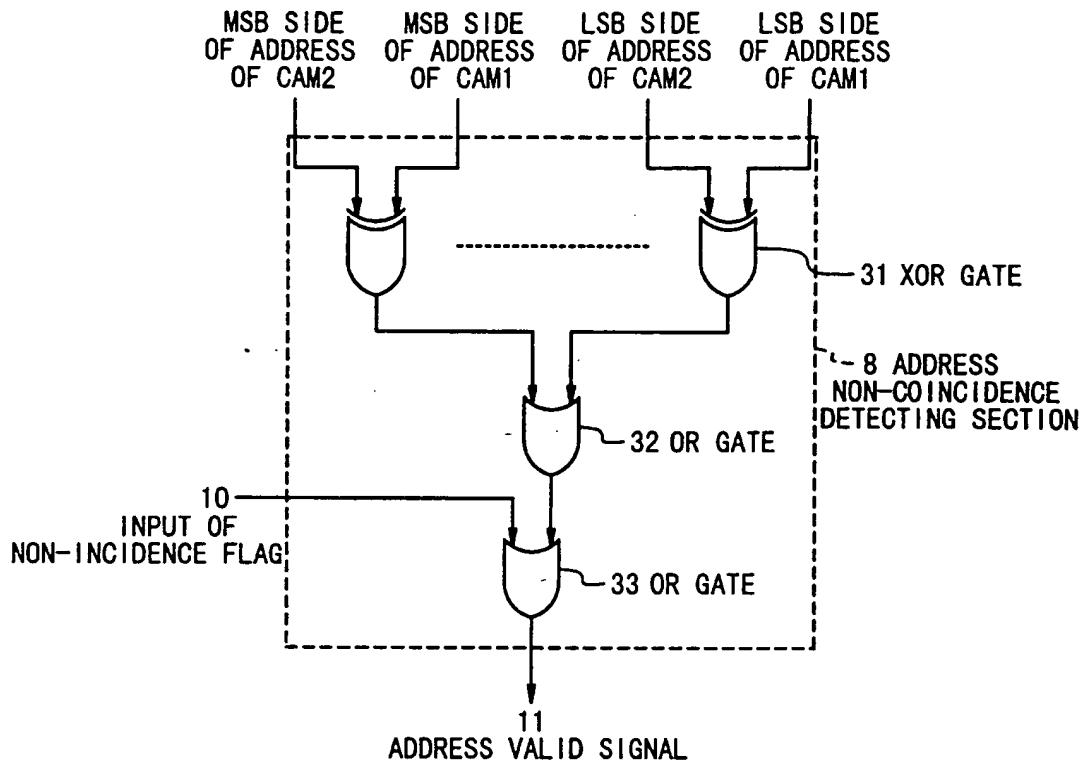 MSB SIDE
OF ADDRESS
OF CAM2
MSB SIDE
OF ADDRESS
OF CAM1
LSB SIDE
OF ADDRESS
OF CAM2
LSB SIDE
OF ADDRESS
OF CAM1
31 XOR GATE
8 ADDRESS
NON-COINCIDENCE
DETECTING SECTION
32 OR GATE
10
INPUT OF
NON-INCIDENCE FLAG
33 OR GATE
11
ADDRESS VALID SIGNAL